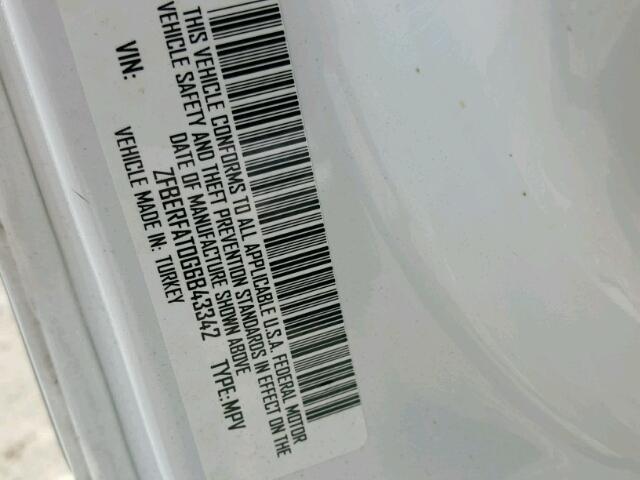 THIS VEHICLE CONFORMS TO ALL APPLICABLE U.S.A. FEDERAL MOTOR
VEHICLE SAFETY AND THEFT PREVENTION STANDARDS IN EFFECT ON THE
DATE OF MANUFACTURE SHOWN ABOVE
VIN: ZFBERFAT0G6B43342 TYPE: MPV
VEHICLE MADE IN: TURKEY